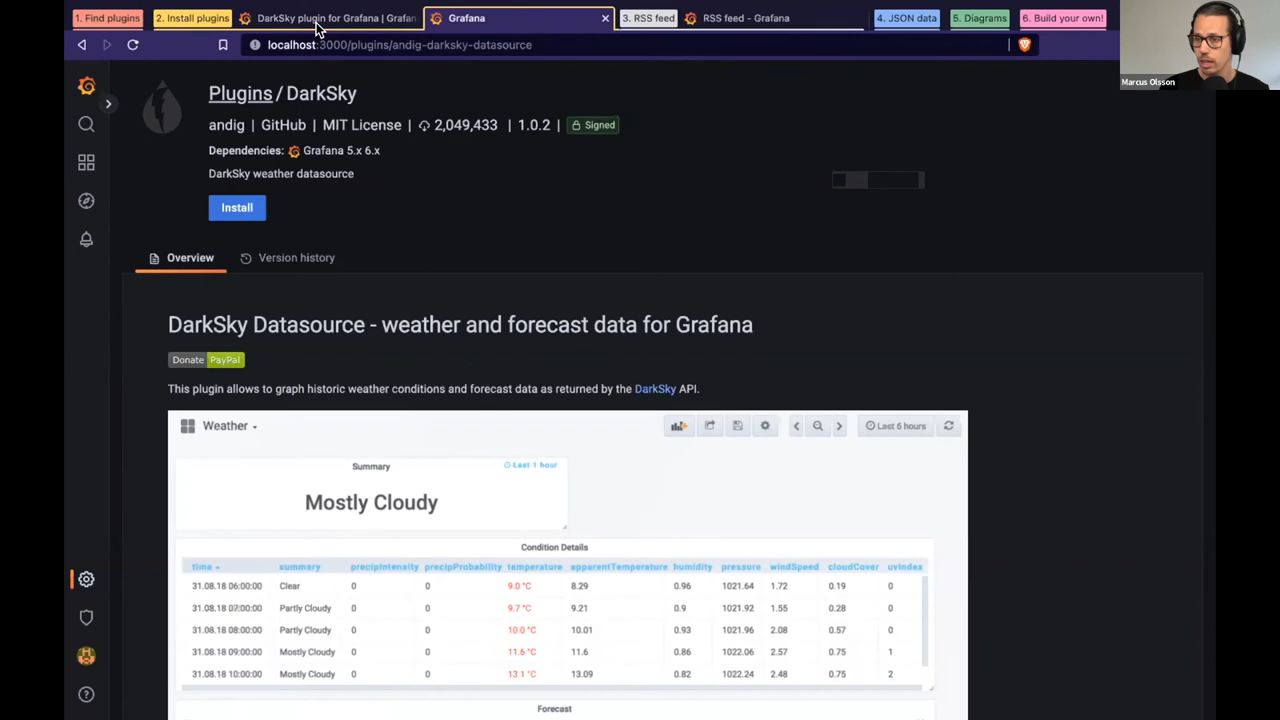 1. Find plugins
2. Install plugins
DarkSky plugin for Grafana | Grafan
Grafana
3. RSS feed
RSS feed - Grafana
4. JSON data
5. Diagrams
6. Build your own!
localhost:3000/plugins/andig-darksky-datasource
Marcus Olsson
Plugins / DarkSky
andig | GitHub | MIT License | 2,049,433 | 1.0.2 | Signed
Dependencies: Grafana 5.x 6.x
DarkSky weather datasource
Install
Overview
Version history
DarkSky Datasource - weather and forecast data for Grafana
Donate PayPal
This plugin allows to graph historic weather conditions and forecast data as returned by the DarkSky API.
Weather
Last 6 hours
Summary
Last 1 hour
Mostly Cloudy
Condition Details
time summary precipIntensity precipProbability temperature apparentTemperature humidity pressure windSpeed cloudCover uvIndex
31.08.18 06:00:00 Clear 0 0 9.0 °C 8.29 0.96 1021.64 1.72 0.19 0
31.08.18 07:00:00 Partly Cloudy 0 0 9.7 °C 9.21 0.9 1021.92 1.55 0.28 0
31.08.18 08:00:00 Partly Cloudy 0 0 10.0 °C 10.01 0.93 1021.96 2.08 0.57 0
31.08.18 09:00:00 Mostly Cloudy 0 0 11.6 °C 11.6 0.86 1022.06 2.57 0.75 1
31.08.18 10:00:00 Mostly Cloudy 0 0 13.1 °C 13.09 0.82 1022.24 2.48 0.75 2
Forecast